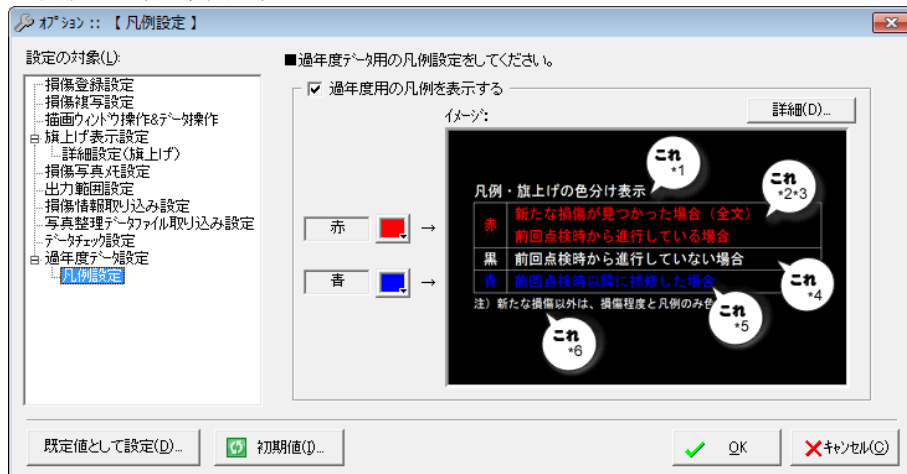 オプション :: 【 凡例設定 】
設定の対象(L):
損傷登録設定
損傷複写設定
描画ウィンドウ操作&データ操作
旗上げ表示設定
詳細設定(旗上げ)
損傷写真メモ設定
出力範囲設定
損傷情報取り込み設定
写真整理データファイル取り込み設定
データチェック設定
過年度データ設定
凡例設定
■過年度データ用の凡例設定をしてください。
過年度用の凡例を表示する
イメージ:
詳細(D)...
赤 →
青 →
これ
*1
これ
*2*3
凡例・旗上げの色分け表示
赤 新たな損傷が見つかった場合(全文)
前回点検時から進行している場合
黒 前回点検時から進行していない場合
青 前回点検時以降に補修した場合
これ
*4
注)新たな損傷以外は、損傷程度と凡例のみ色
これ
*5
これ
*6
既定値として設定(D)...
初期値(I)...
OK
キャンセル(C)